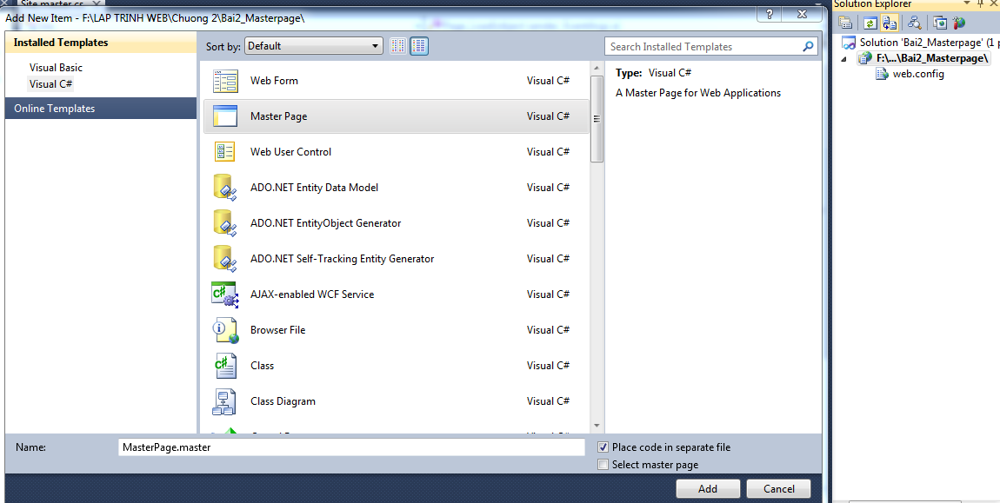 Site.master.cs
Solution Explorer
Add New Item - F:\LAP TRINH WEB\Chuong 2\Bai2_Masterpage\
Installed Templates
Visual Basic
Visual C#
Online Templates
Sort by: Default
Search Installed Templates
Web Form Visual C#
Master Page Visual C#
Web User Control Visual C#
ADO.NET Entity Data Model Visual C#
ADO.NET EntityObject Generator Visual C#
ADO.NET Self-Tracking Entity Generator Visual C#
AJAX-enabled WCF Service Visual C#
Browser File Visual C#
Class Visual C#
Class Diagram Visual C#
Type: Visual C#
A Master Page for Web Applications
Name: MasterPage.master
Place code in separate file
Select master page
Add Cancel
Solution 'Bai2_Masterpage' (1 p
F:\...\Bai2_Masterpage\
web.config